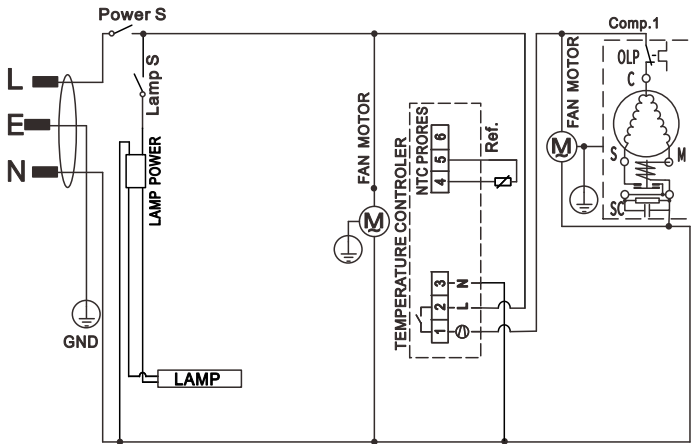 Power S
Comp.1
L
E
N
Lamp S
OLP
C
FAN MOTOR
FAN MOTOR
M
S
M
SC
LAMP POWER
TEMPERATURE CONTROLER
NTC PRORES
6
5
4
Ref.
M
3
N
2
L
1
GND
LAMP